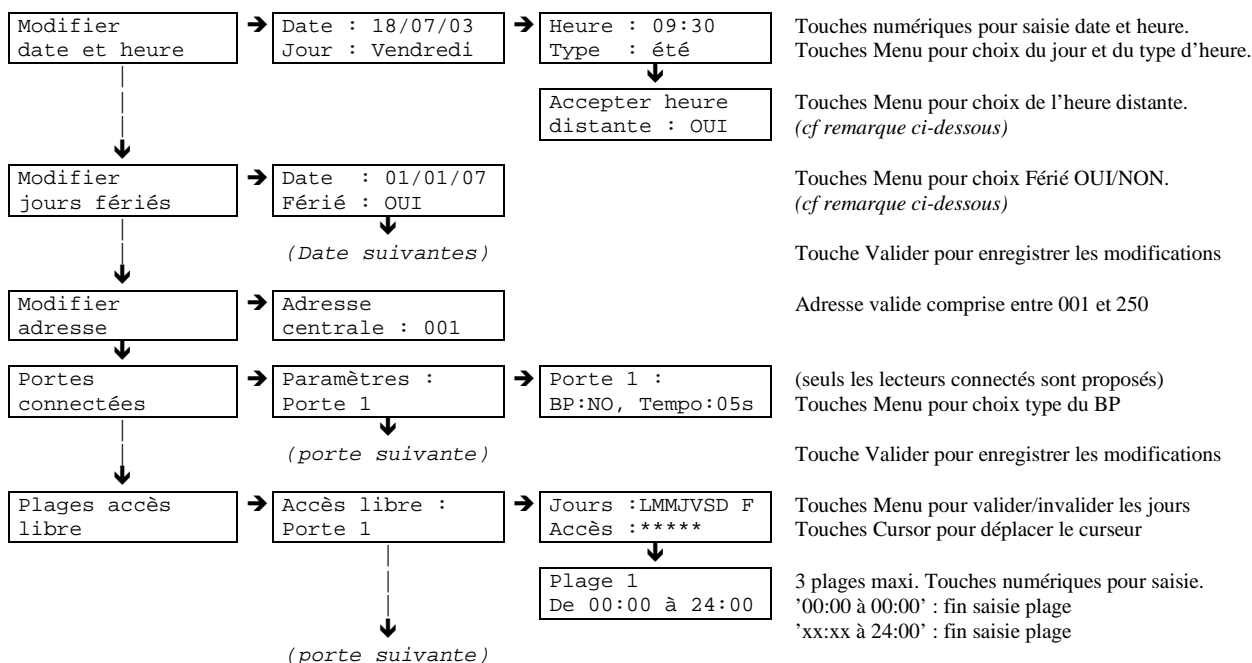 Modifier
date et heure
Date : 18/07/03
Jour : Vendredi
Heure : 09:30
Type : été
Touches numériques pour saisie date et heure.
Touches Menu pour choix du jour et du type d’heure.
Accepter heure
distante : OUI
Touches Menu pour choix de l’heure distante.
(cf remarque ci-dessous)
Modifier
jours fériés
Date : 01/01/07
Férié : OUI
Touches Menu pour choix Férié OUI/NON.
(cf remarque ci-dessous)
(Date suivantes)
Touche Valider pour enregistrer les modifications
Modifier
adresse
Adresse
centrale : 001
Adresse valide comprise entre 001 et 250
Portes
connectées
Paramètres :
Porte 1
Porte 1 :
BP:NO, Tempo:05s
(seuls les lecteurs connectés sont proposés)
Touches Menu pour choix type du BP
(porte suivante)
Touche Valider pour enregistrer les modifications
Plages accès
libre
Accès libre :
Porte 1
Jours :LMMJVSD F
Accès :*****
Touches Menu pour valider/invalider les jours
Touches Cursor pour déplacer le curseur
Plage 1
De 00:00 à 24:00
3 plages maxi. Touches numériques pour saisie.
’00:00 à 00:00’ : fin saisie plage
’xx:xx à 24:00’ : fin saisie plage
(porte suivante)